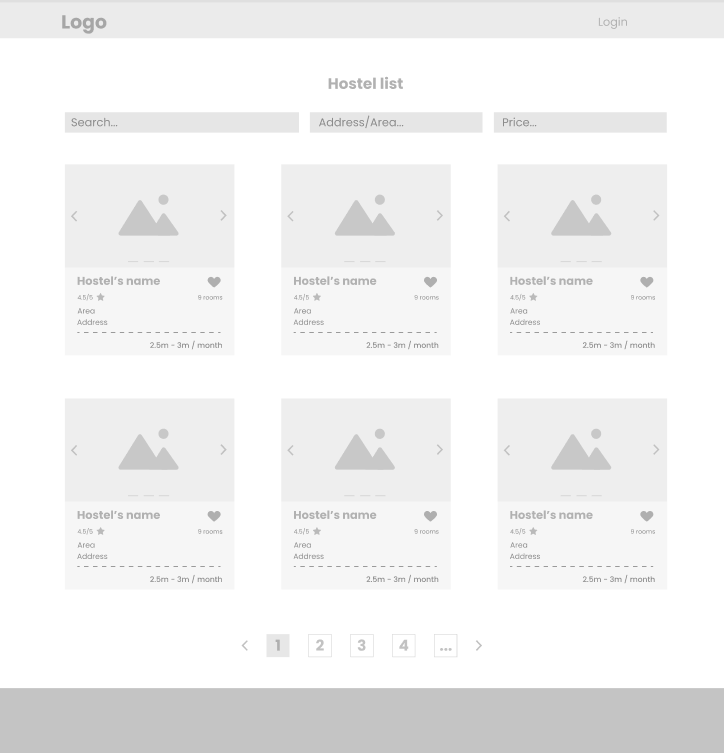 Logo
Login
Hostel list
Search...
Address/Area...
Price...
Hostel's name
4.5/5
9 rooms
Area
Address
2.5m - 3m / month
Hostel's name
4.5/5
9 rooms
Area
Address
2.5m - 3m / month
Hostel's name
4.5/5
9 rooms
Area
Address
2.5m - 3m / month
Hostel's name
4.5/5
9 rooms
Area
Address
2.5m - 3m / month
Hostel's name
4.5/5
9 rooms
Area
Address
2.5m - 3m / month
Hostel's name
4.5/5
9 rooms
Area
Address
2.5m - 3m / month
1 2 3 4 ...